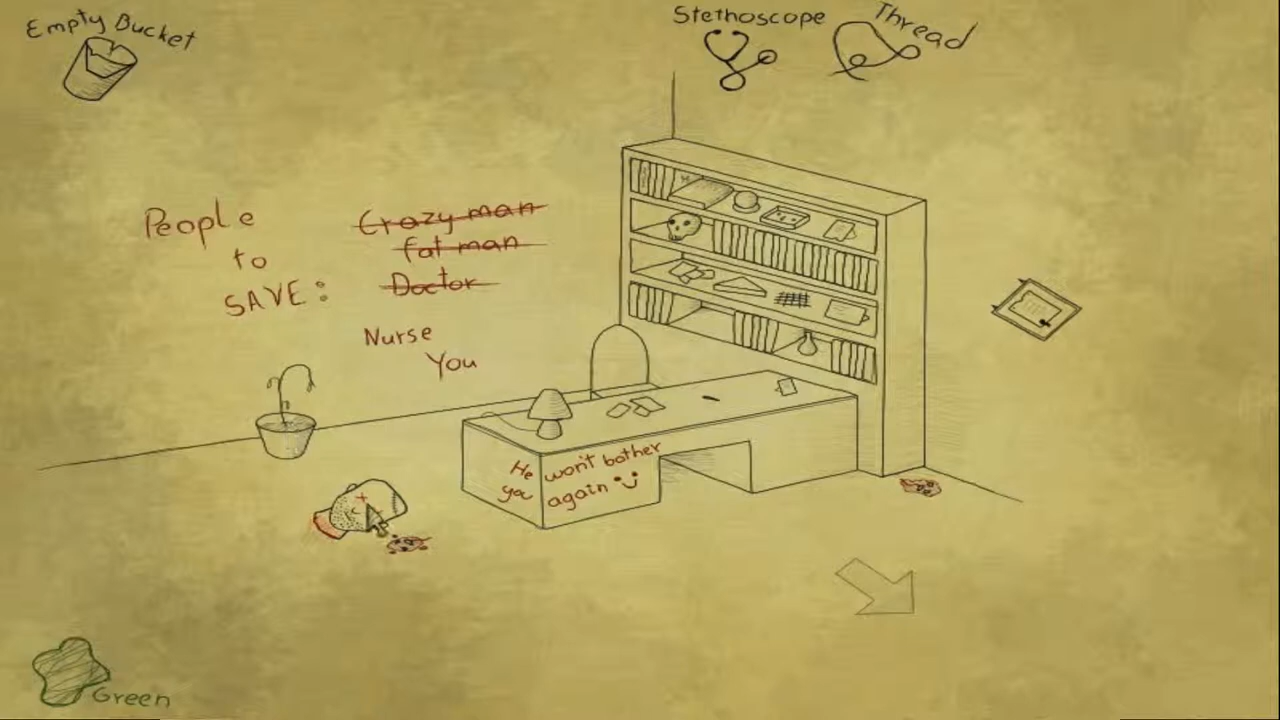 Empty Bucket
Stethoscope
Thread
People
to
SAVE:
Crazy man
fat man
Doctor
Nurse
You
He won't bother
you again
Green